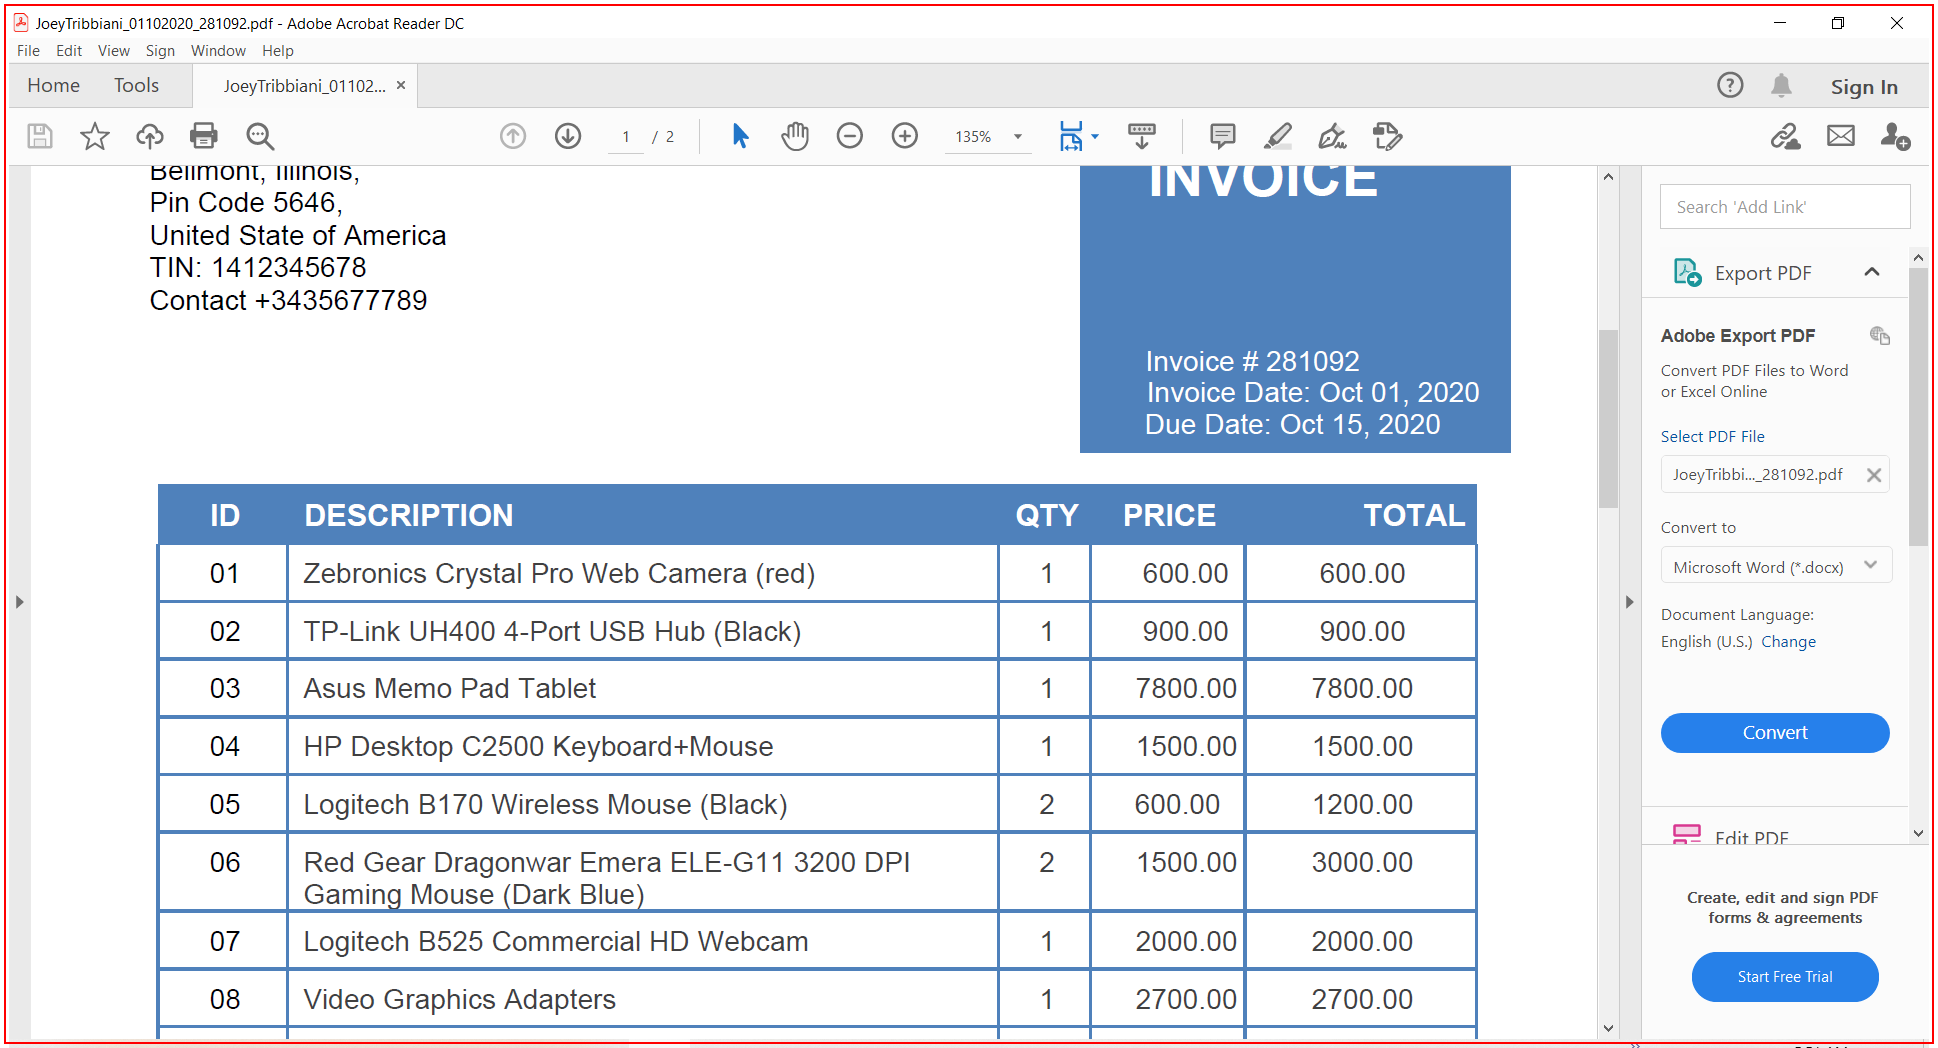 JoeyTribbiani_01102020_281092.pdf - Adobe Acrobat Reader DC
File Edit View Sign Window Help
Home Tools JoeyTribbiani_01102... × Sign In
1 / 2 135%
Bellmont, Illinois,
Pin Code 5646,
United State of America
TIN: 1412345678
Contact +3435677789
INVOICE
Invoice # 281092
Invoice Date: Oct 01, 2020
Due Date: Oct 15, 2020
ID DESCRIPTION QTY PRICE TOTAL
01 Zebronics Crystal Pro Web Camera (red) 1 600.00 600.00
02 TP-Link UH400 4-Port USB Hub (Black) 1 900.00 900.00
03 Asus Memo Pad Tablet 1 7800.00 7800.00
04 HP Desktop C2500 Keyboard+Mouse 1 1500.00 1500.00
05 Logitech B170 Wireless Mouse (Black) 2 600.00 1200.00
06 Red Gear Dragonwar Emera ELE-G11 3200 DPI 2 1500.00 3000.00
Gaming Mouse (Dark Blue)
07 Logitech B525 Commercial HD Webcam 1 2000.00 2000.00
08 Video Graphics Adapters 1 2700.00 2700.00
Search 'Add Link'
Export PDF
Adobe Export PDF
Convert PDF Files to Word
or Excel Online
Select PDF File
JoeyTribbi..._281092.pdf
Convert to
Microsoft Word (*.docx)
Document Language:
English (U.S.) Change
Convert
Edit PDF
Create, edit and sign PDF
forms & agreements
Start Free Trial